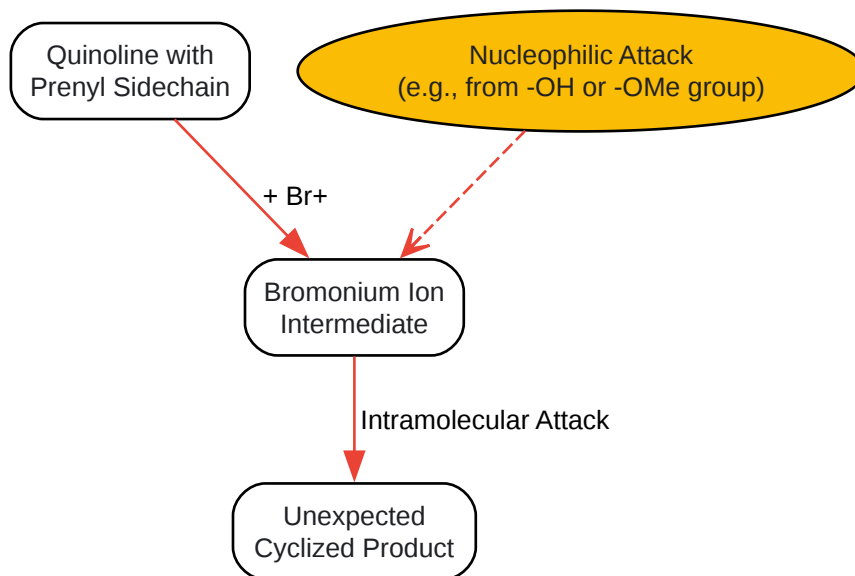 Quinoline with
Prenyl Sidechain
Nucleophilic Attack
(e.g., from -OH or -OMe group)
+ Br+
Bromonium Ion
Intermediate
Intramolecular Attack
Unexpected
Cyclized Product